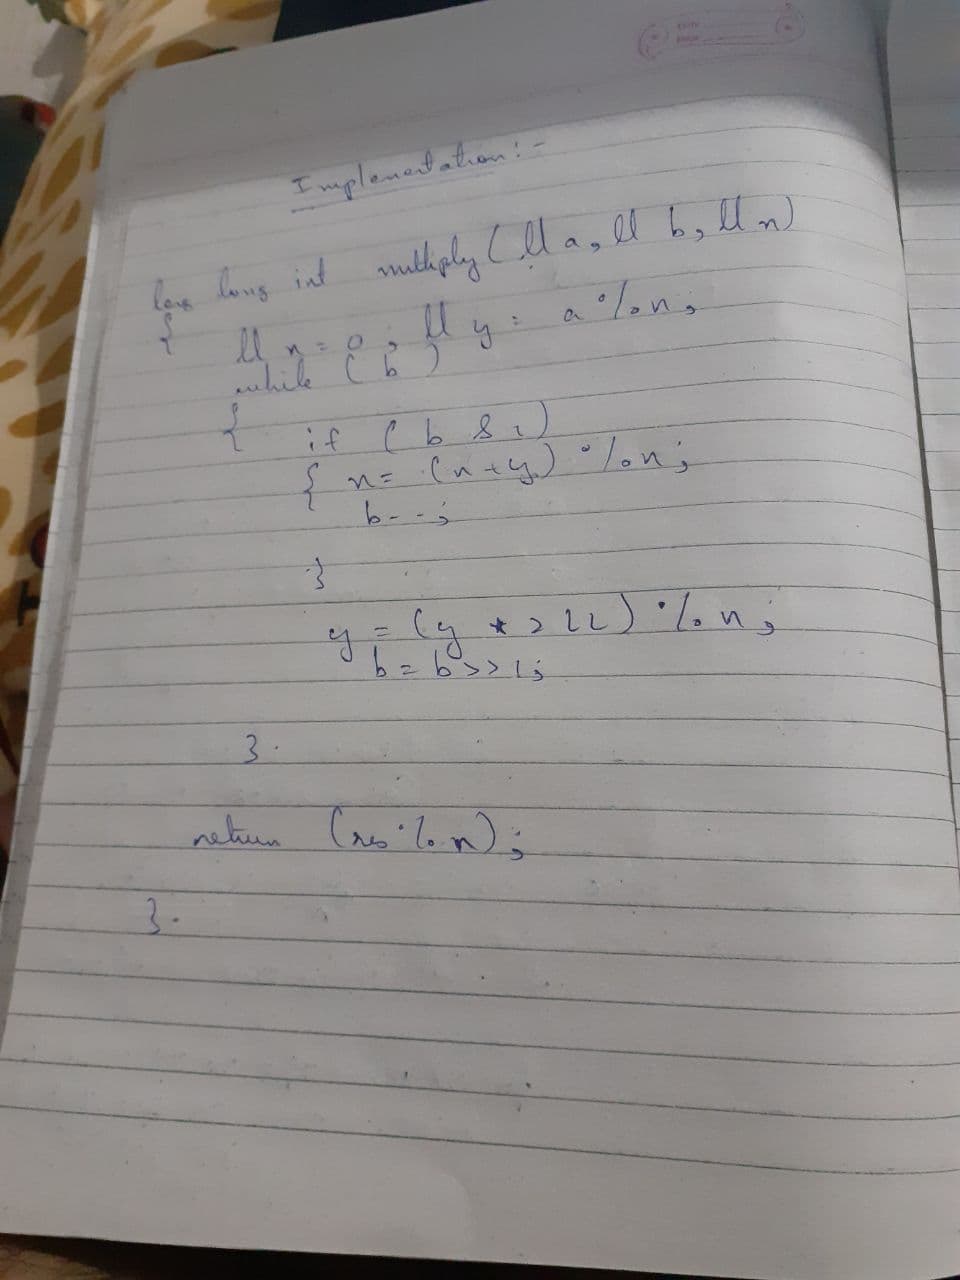 Implementation:-
long long int multiply (ll a, ll b, ll n)
{ ll x = 0, ll y = a % n;
while (b)
{ if (b & 1)
{ x = (x + y) % n;
b--;
}
y = (y * 2LL) % n;
b = b >> 1;
}.
return (res % n);
}.